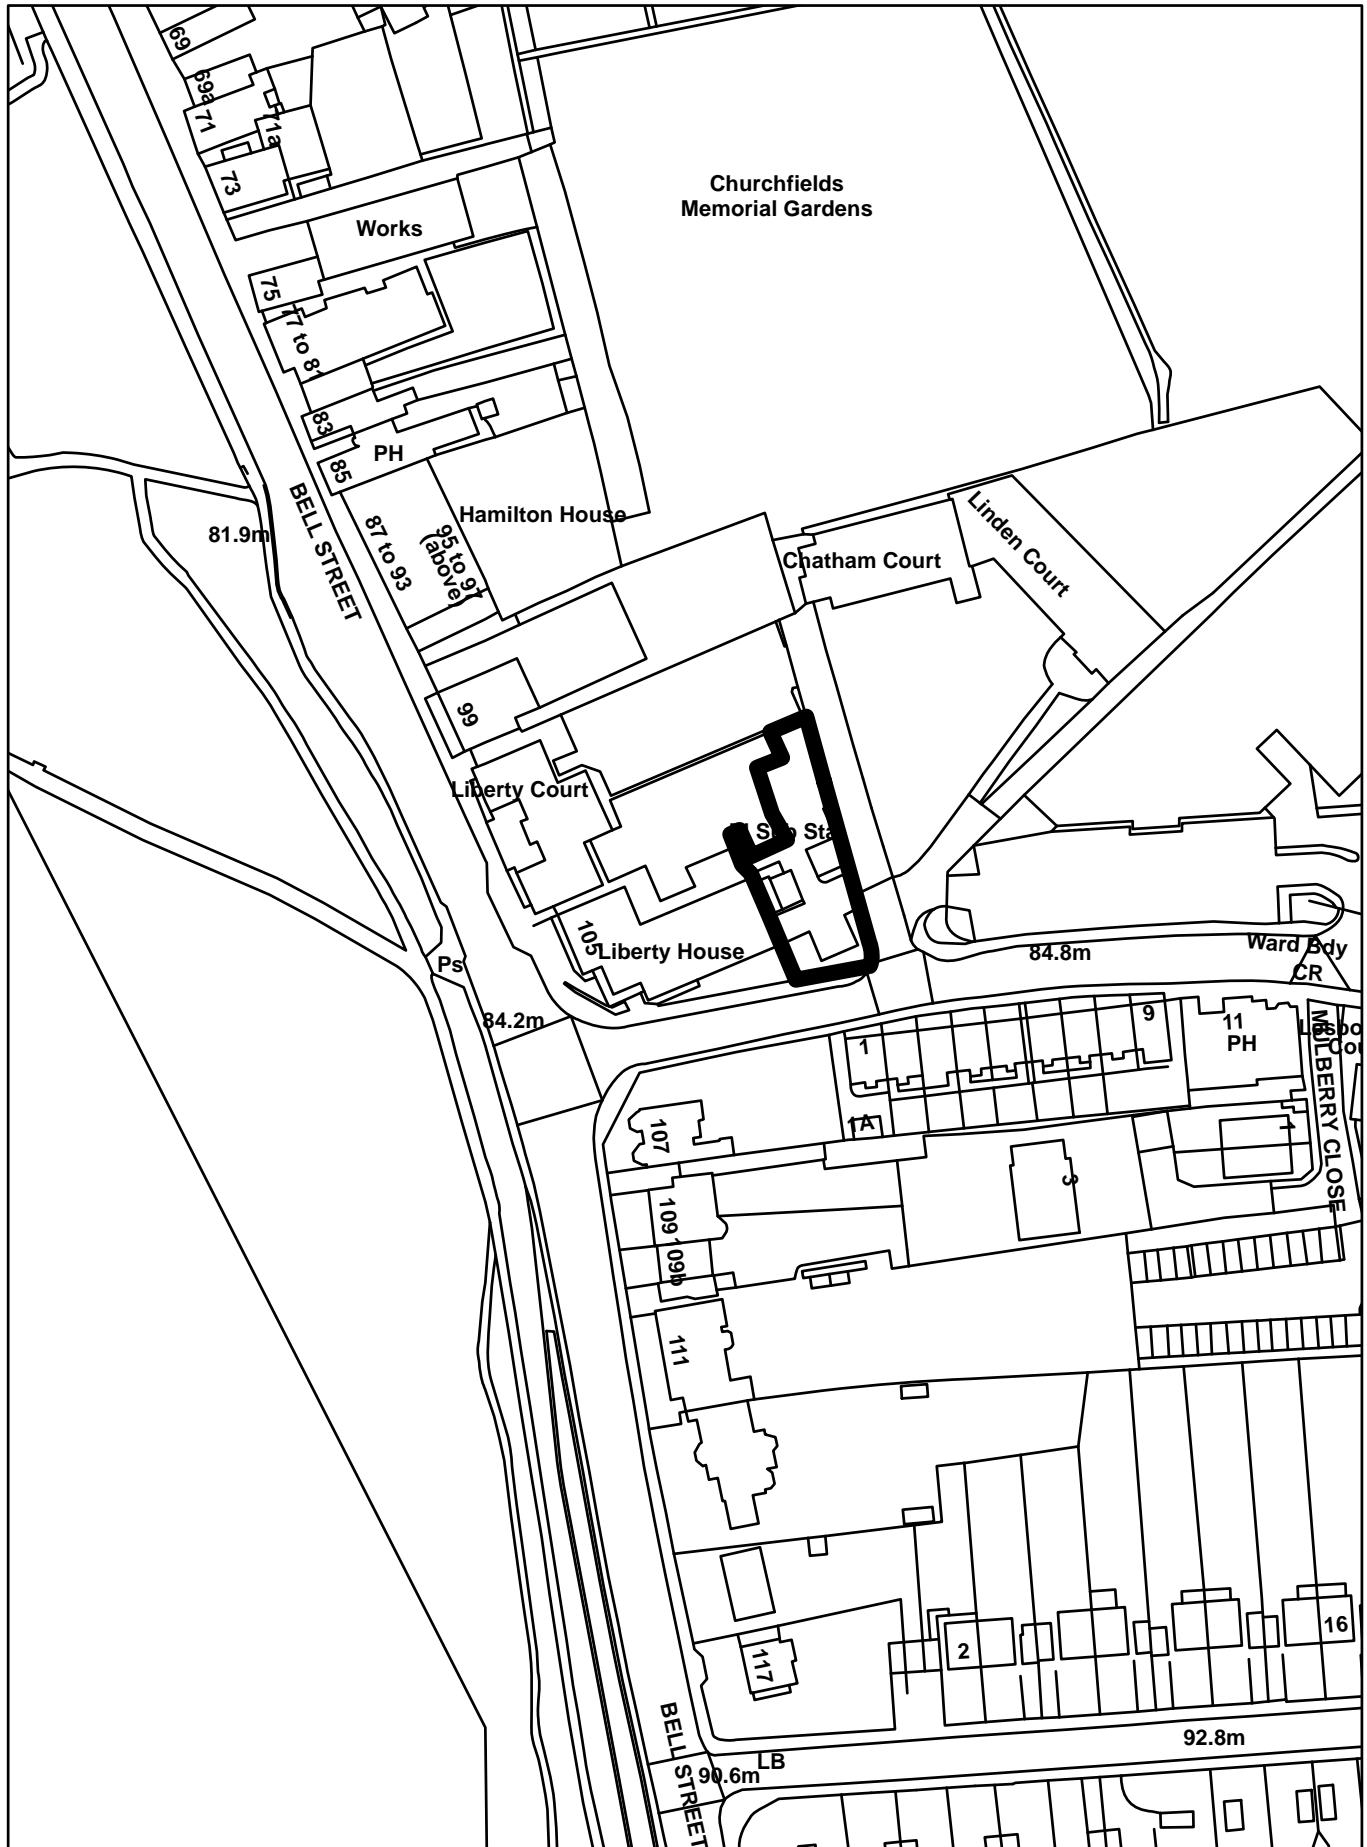 69
69a
71
71a
73
Churchfields
Memorial Gardens
Works
75
77 to 81
83
PH
85
BELL STREET
81.9m
87 to 93
Hamilton House
95 to 97
(above)
Linden Court
Chatham Court
99
Liberty Court
El Sub Sta
105
Liberty House
Ps
84.2m
84.8m
Ward Bdy
CR
1
9
11
PH
MULBERRY CLOSE
1A
107
1
3
109
109b
111
2
16
117
BELL STREET
LB
90.6m
92.8m